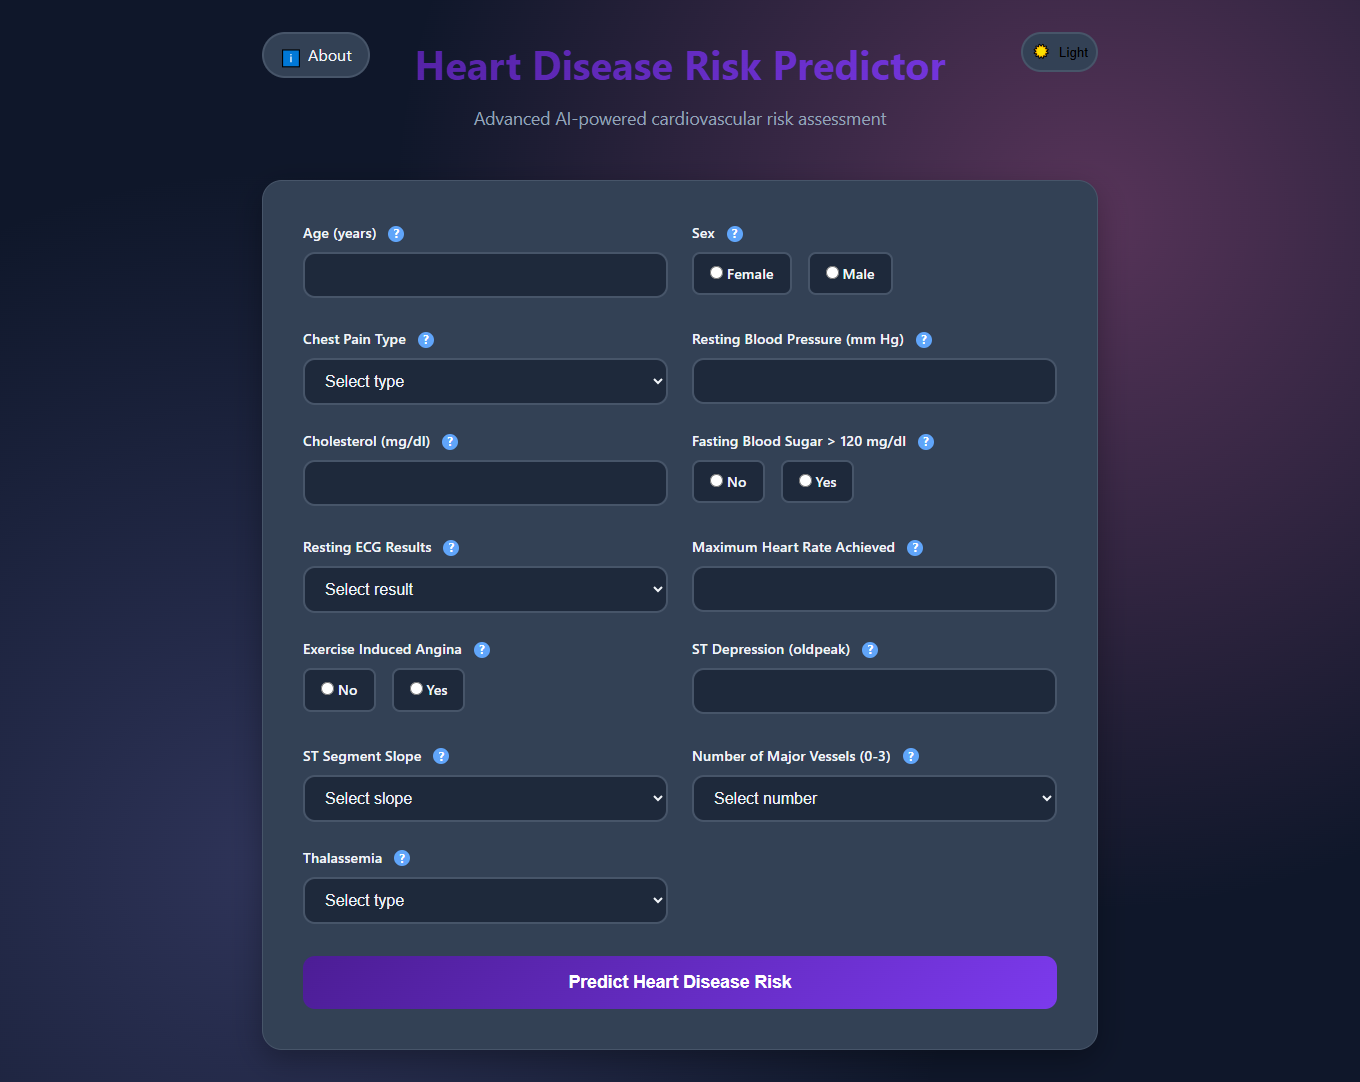 ℹ About
Heart Disease Risk Predictor
Light
Advanced AI-powered cardiovascular risk assessment
Age (years) ?
Sex ?
Female Male
Chest Pain Type ?
Select type
Resting Blood Pressure (mm Hg) ?
Cholesterol (mg/dl) ?
Fasting Blood Sugar > 120 mg/dl ?
No Yes
Resting ECG Results ?
Select result
Maximum Heart Rate Achieved ?
Exercise Induced Angina ?
No Yes
ST Depression (oldpeak) ?
ST Segment Slope ?
Select slope
Number of Major Vessels (0-3) ?
Select number
Thalassemia ?
Select type
Predict Heart Disease Risk